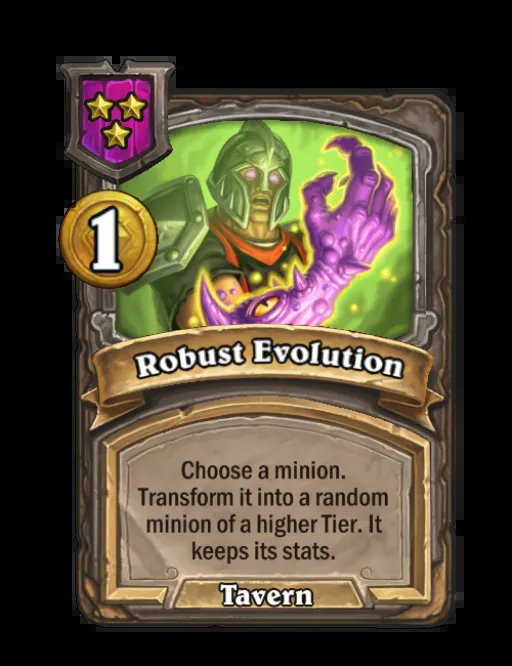 1
Robust Evolution
Choose a minion.
Transform it into a random
minion of a higher Tier. It
keeps its stats.
Tavern